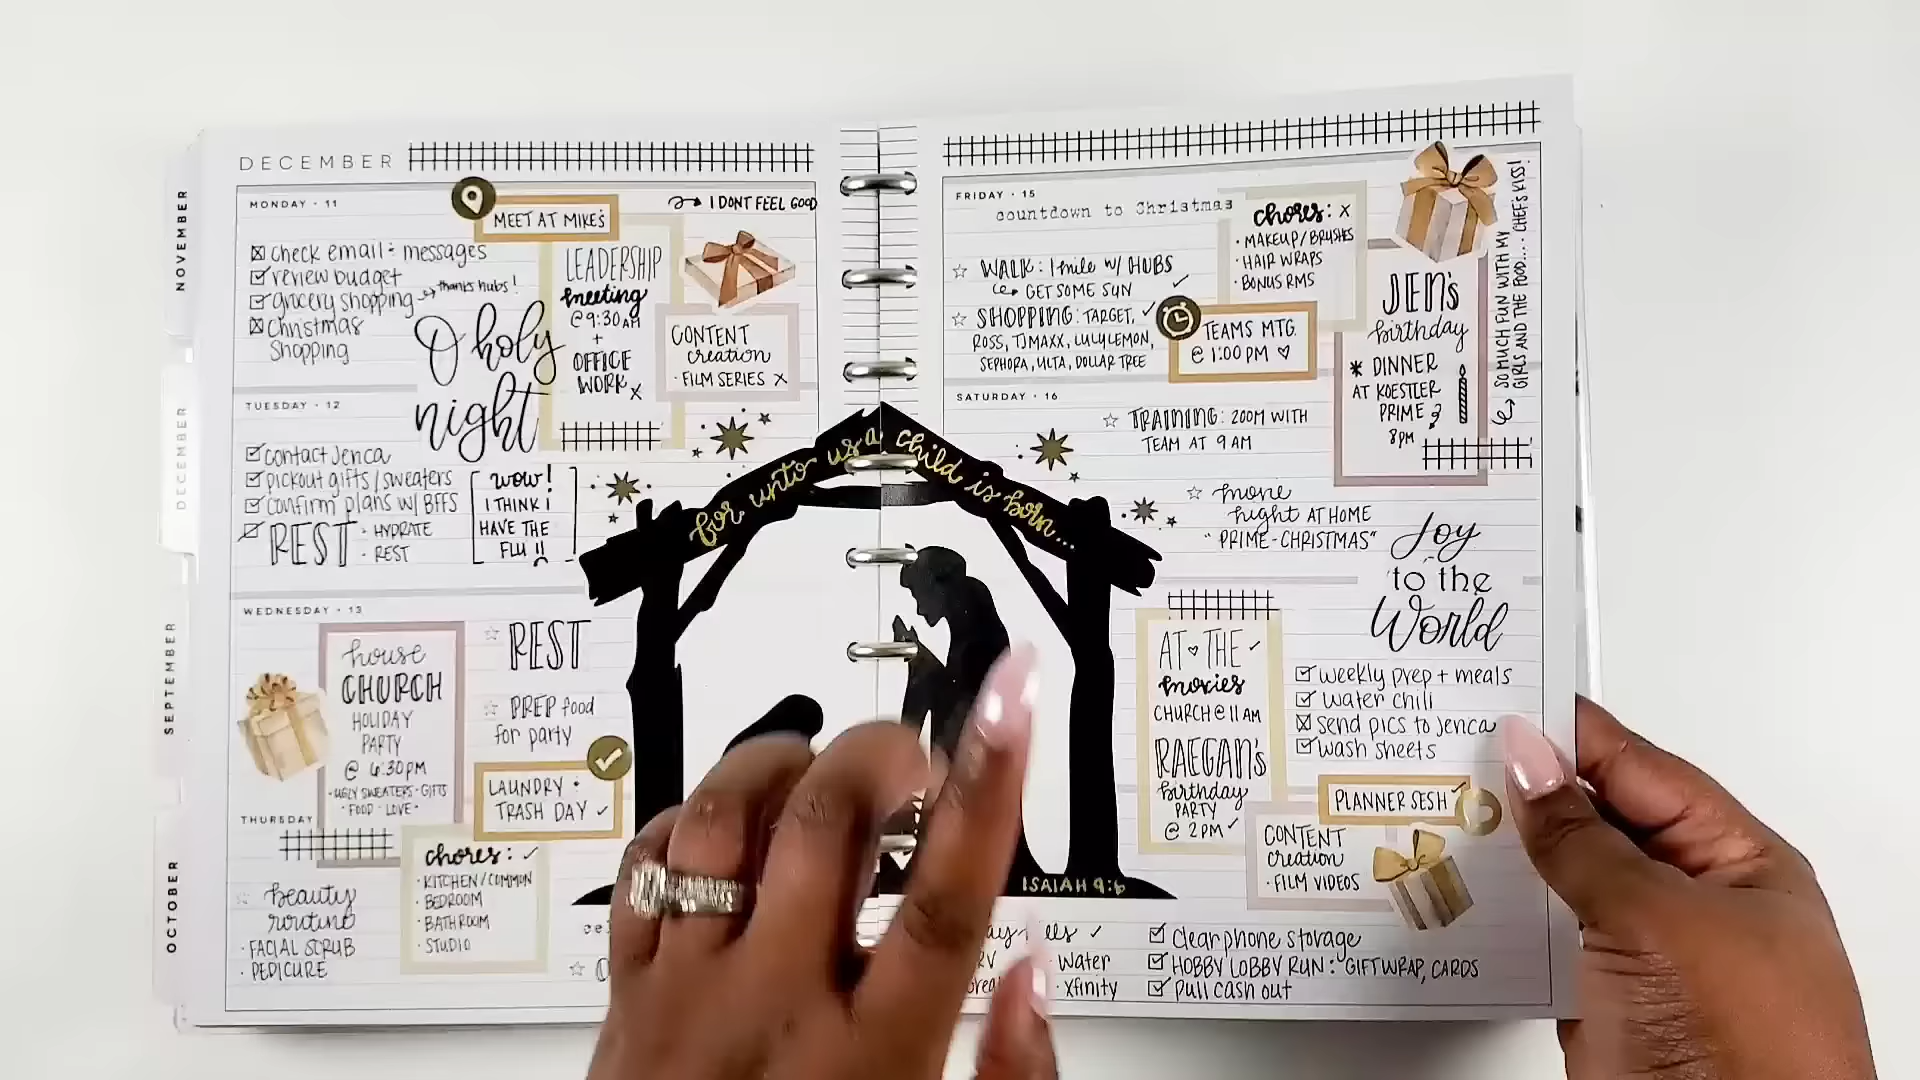 NOVEMBER
DECEMBER
SEPTEMBER
OCTOBER
DECEMBER
MONDAY · 11
MEET AT MIKE'S
I DONT FEEL GOOD
check email + messages
review budget
grocery shopping
thanks hubs!
Christmas
Shopping
O holy
night
LEADERSHIP
meeting
@ 9:30 AM
+
OFFICE
WORK X
CONTENT
creation
· FILM SERIES X
TUESDAY · 12
contact Jenca
pickout gifts/sweaters
confirm plans w/ BFFS
REST
· HYDRATE
· REST
WOW!
I THINK I
HAVE THE
FLU !!
WEDNESDAY · 13
house
CHURCH
HOLIDAY
PARTY
@ 6:30PM
· UGLY SWEATERS · GIFTS
· FOOD · LOVE ·
REST
PREP food
for party
LAUNDRY +
TRASH DAY
THURSDAY
beauty
routine
· FACIAL SCRUB
· PEDICURE
chores:
· KITCHEN/COMMON
· BEDROOM
· BATHROOM
· STUDIO
for unto us a child is born...
ISAIAH 9:6
FRIDAY · 15
countdown to Christmas
WALK: 1 mile w/ HUBS
GET SOME SUN
SHOPPING: TARGET,
ROSS, TJMAXX, LULULEMON,
SEPHORA, ULTA, DOLLAR TREE
chores: X
· MAKEUP/BRUSHES
· HAIR WRAPS
· BONUS RMS
TEAMS MTG.
@ 1:00 PM ♡
JEN'S
birthday
* DINNER
AT KOESTLER
PRIME
8PM
SO MUCH FUN WITH MY
GIRLS AND THE FOOD... CHEF'S KISS!
SATURDAY · 16
TRAINING: 200M WITH
TEAM AT 9 AM
movie
night AT HOME
"PRIME-CHRISTMAS"
Joy
to the
World
AT ♡ THE
movies
CHURCH @ 11 AM
RAEGAN'S
birthday
PARTY
@ 2PM
weekly prep + meals
water chili
send pics to Jenca
wash sheets
PLANNER SESH
CONTENT
creation
· FILM VIDEOS
· Water
· Xfinity
Clear phone storage
HOBBY LOBBY RUN: GIFTWRAP, CARDS
Pull cash out